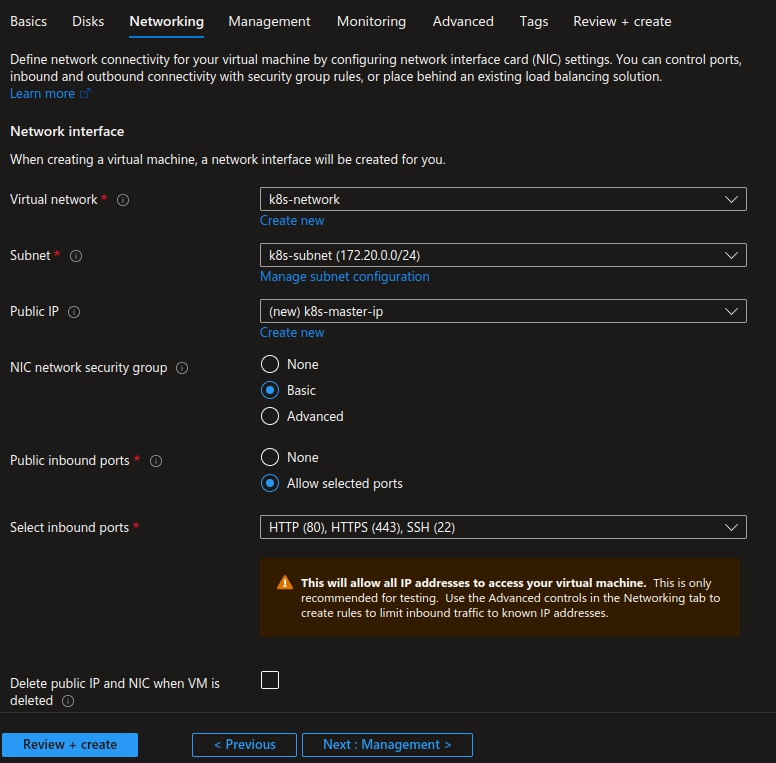 Basics Disks Networking Management Monitoring Advanced Tags Review + create
Define network connectivity for your virtual machine by configuring network interface card (NIC) settings. You can control ports,
inbound and outbound connectivity with security group rules, or place behind an existing load balancing solution.
Learn more
Network interface
When creating a virtual machine, a network interface will be created for you.
Virtual network *
k8s-network
Create new
Subnet *
k8s-subnet (172.20.0.0/24)
Manage subnet configuration
Public IP
(new) k8s-master-ip
Create new
NIC network security group
None
Basic
Advanced
Public inbound ports *
None
Allow selected ports
Select inbound ports *
HTTP (80), HTTPS (443), SSH (22)
This will allow all IP addresses to access your virtual machine. This is only
recommended for testing. Use the Advanced controls in the Networking tab to
create rules to limit inbound traffic to known IP addresses.
Delete public IP and NIC when VM is
deleted
Review + create
< Previous
Next : Management >